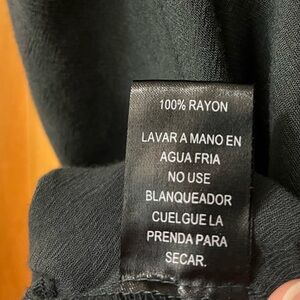 100% RAYON
LAVAR A MANO EN
AGUA FRIA
NO USE
BLANQUEADOR
CUELGUE LA
PRENDA PARA
SECAR.